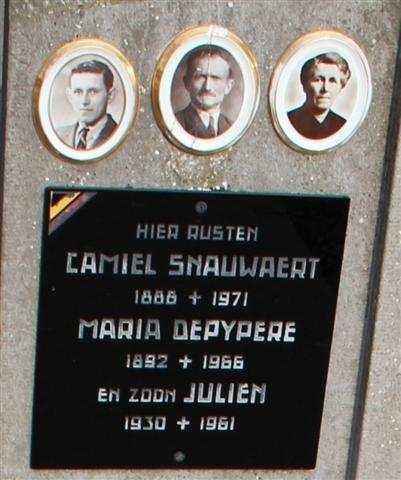 HIER RUSTEN
CAMIEL SNAUWAERT
1888 + 1971
MARIA DEPYPERE
1892 + 1966
EN ZOON JULIEN
1930 + 1961